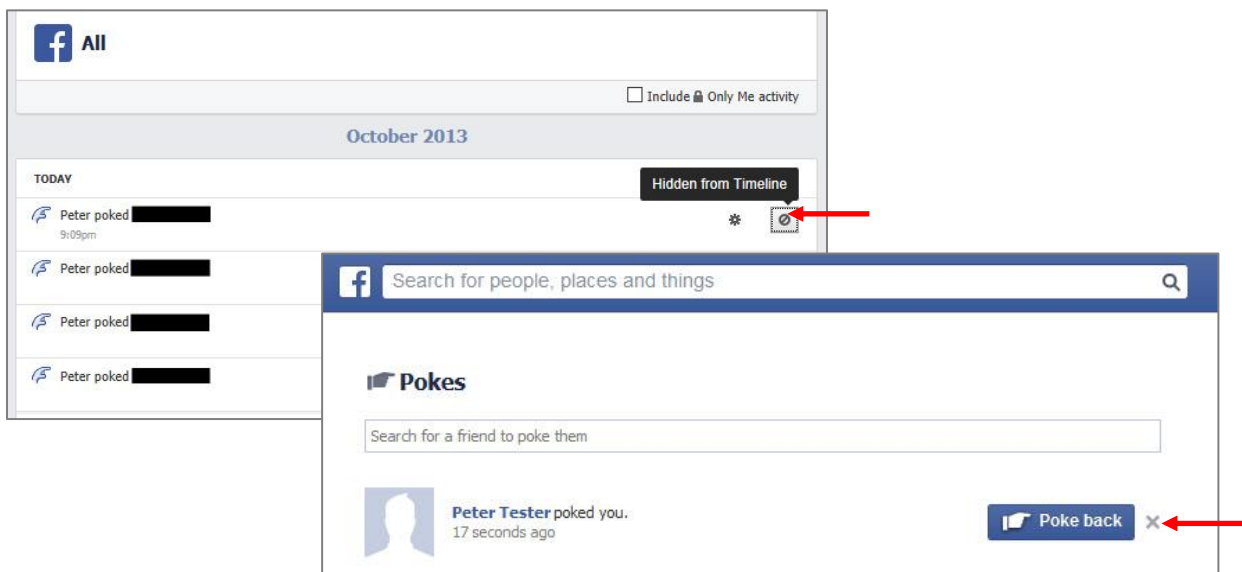 All
Include Only Me activity
October 2013
TODAY
Hidden from Timeline
Peter poked
9:09pm
Peter poked
Peter poked
Peter poked
Search for people, places and things
Pokes
Search for a friend to poke them
Peter Tester poked you.
17 seconds ago
Poke back